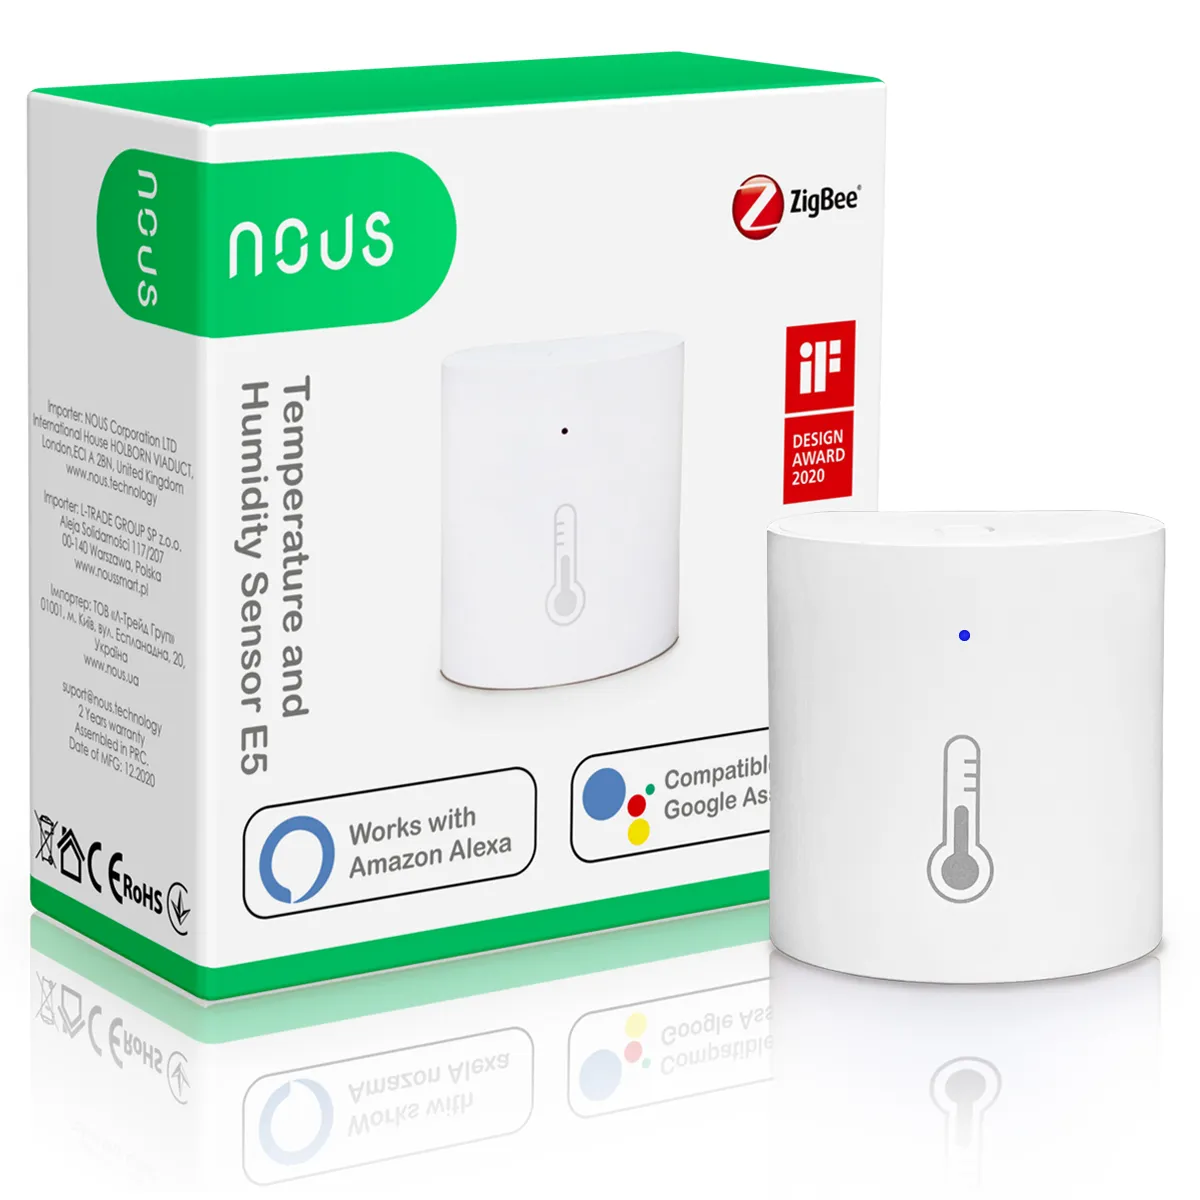 nous
nous
ZigBee®
iF
DESIGN
AWARD
2020
Temperature and
Humidity Sensor E5
Importer: NOUS Corporation LTD
International House HOLBORN VIADUCT,
London,EC1 A 2BN, United Kingdom
www.nous.technology
Importer: L-TRADE GROUP SP z.o.o.
Aleja Solidarności 117/207
00-140 Warszawa, Polska
www.noussmart.pl
Імпортер: ТОВ «Л-Трейд Груп»
01001, м. Київ, вул. Еспланадна, 20,
Україна
www.nous.ua
suport@nous.technology
2 Years warranty
Assembled in PRC.
Date of MFG: 12.2020
CE RoHS
Works with
Amazon Alexa
Compatible
Google Ass